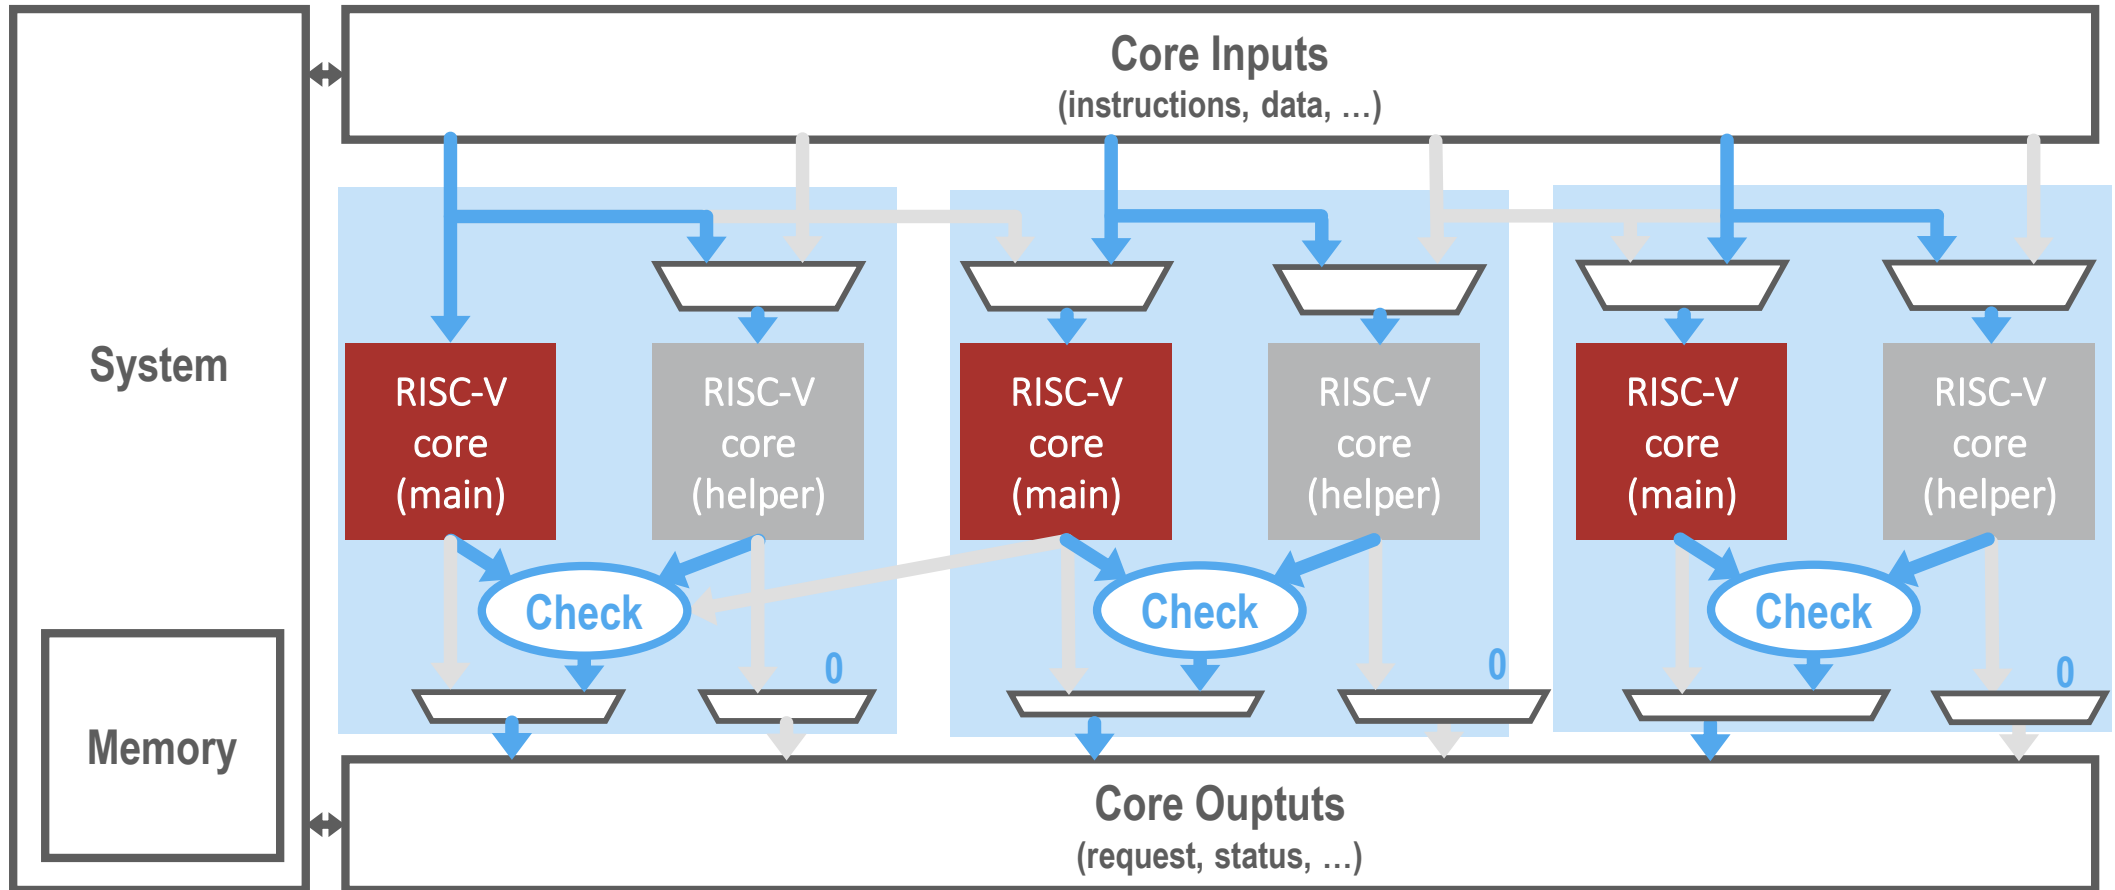 Core Inputs
(instructions, data, ...)
System
RISC-V
core
(main)
RISC-V
core
(helper)
RISC-V
core
(main)
RISC-V
core
(helper)
RISC-V
core
(main)
RISC-V
core
(helper)
Check
Check
Check
0
0
0
Memory
Core Ouptuts
(request, status, ...)